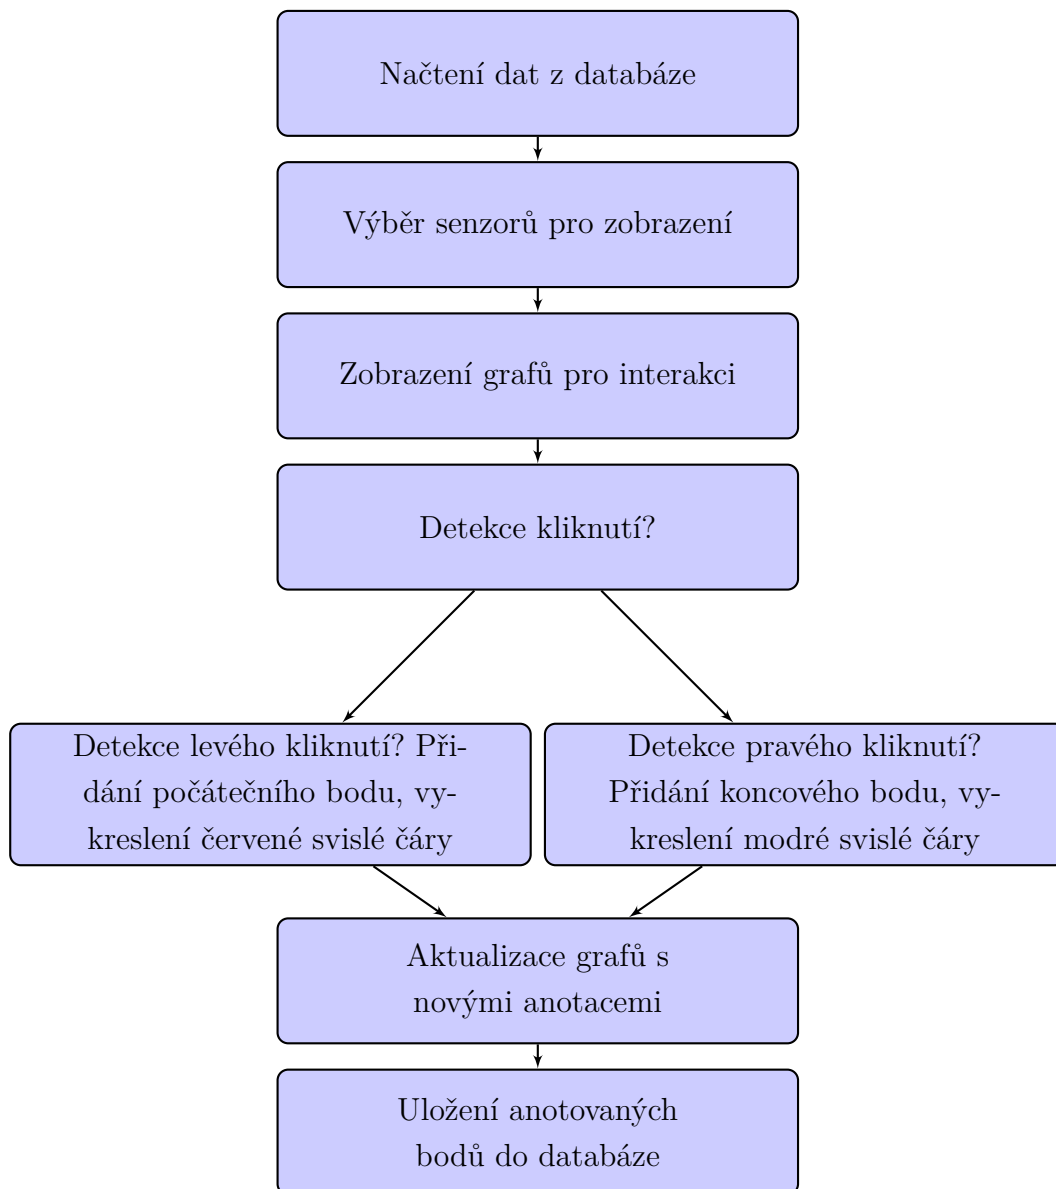 Načtení dat z databáze
Výběr senzorů pro zobrazení
Zobrazení grafů pro interakci
Detekce kliknutí?
Detekce levého kliknutí? Při-
dání počátečního bodu, vy-
kreslení červené svislé čáry
Detekce pravého kliknutí?
Přidání koncového bodu, vy-
kreslení modré svislé čáry
Aktualizace grafů s
novými anotacemi
Uložení anotovaných
bodů do databáze